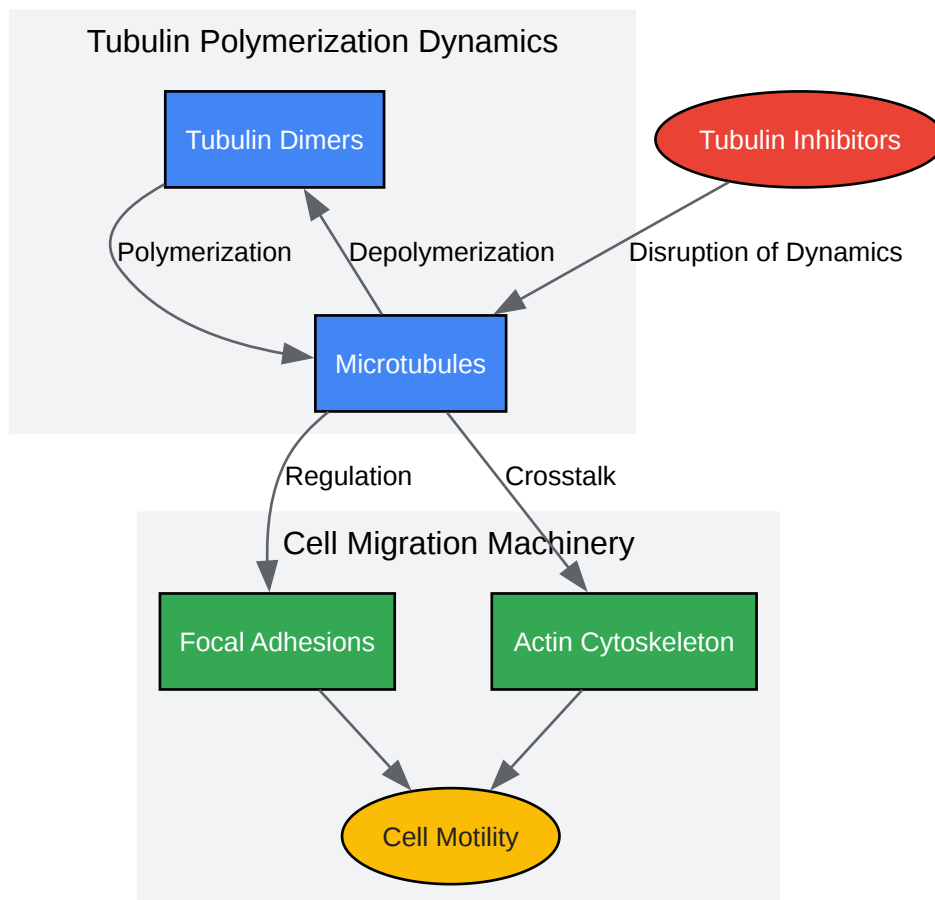 Tubulin Polymerization Dynamics
Tubulin Dimers
Tubulin Inhibitors
Polymerization
Depolymerization
Disruption of Dynamics
Microtubules
Regulation
Crosstalk
Cell Migration Machinery
Focal Adhesions
Actin Cytoskeleton
Cell Motility